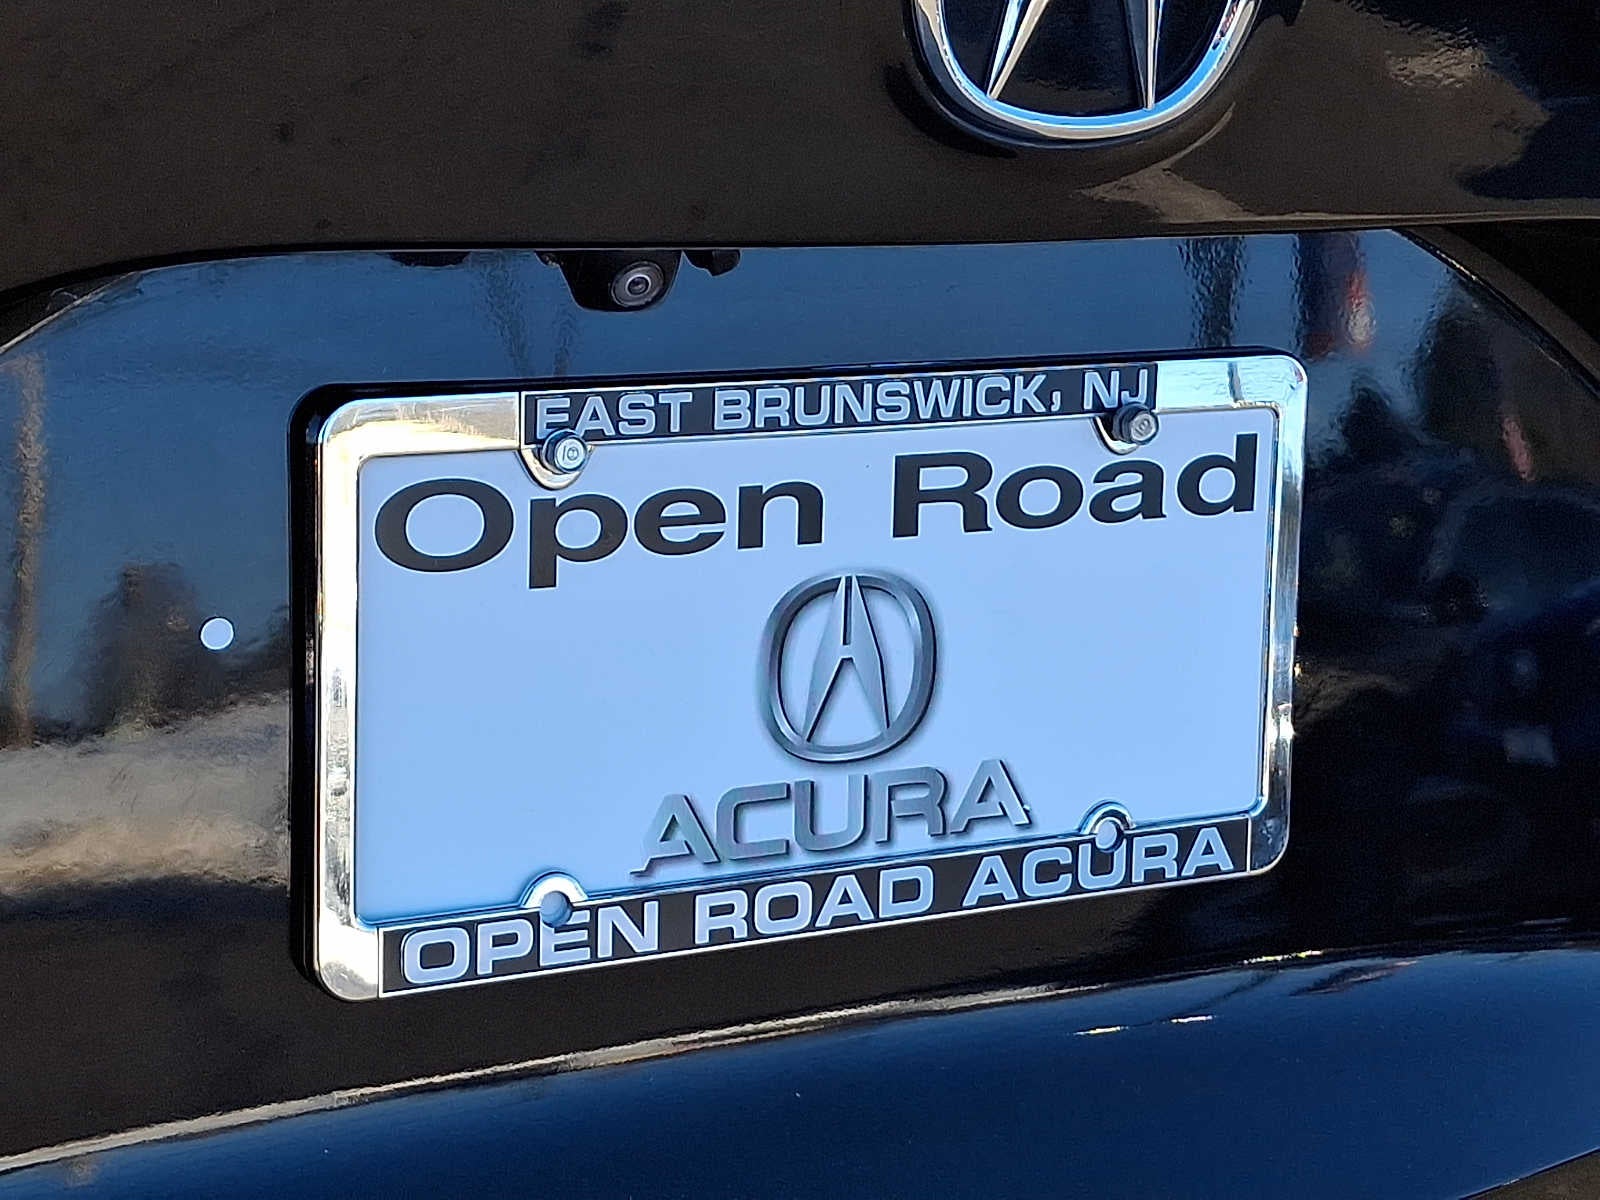 EAST BRUNSWICK, NJ
Open Road
ACURA
OPEN ROAD ACURA